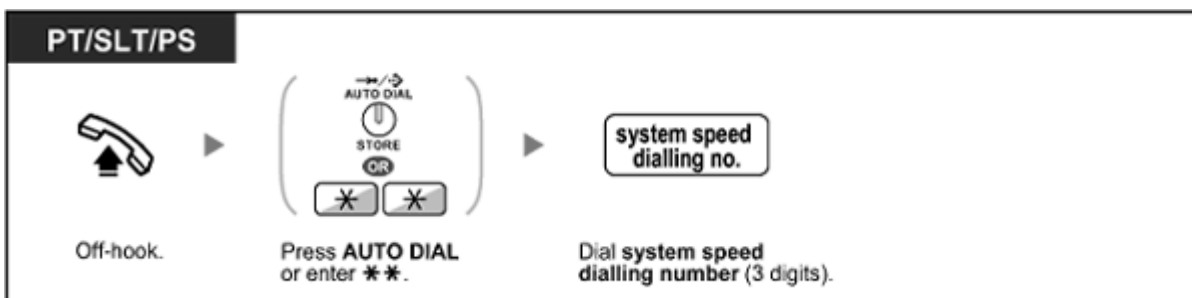 PT/SLT/PS
AUTO DIAL
STORE
OR
system speed
dialling no.
Off-hook.
Press AUTO DIAL
or enter ✱✱.
Dial system speed
dialling number (3 digits).